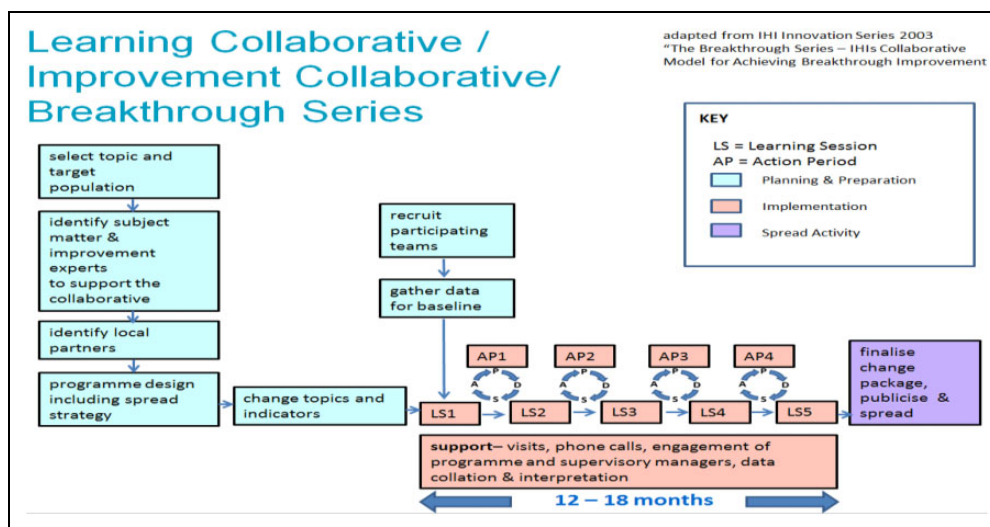 Learning Collaborative /
Improvement Collaborative/
Breakthrough Series
adapted from IHI Innovation Series 2003
“The Breakthrough Series – IHIs Collaborative
Model for Achieving Breakthrough Improvement
KEY
LS = Learning Session
AP = Action Period
Planning & Preparation
Implementation
Spread Activity
select topic and
target
population
identify subject
matter &
improvement
experts
to support the
collaborative
identify local
partners
programme design
including spread
strategy
change topics and
indicators
recruit
participating
teams
gather data
for baseline
AP1
AP2
AP3
AP4
P
A D
S
P
A D
S
P
A D
S
P
A D
S
LS1
LS2
LS3
LS4
LS5
finalise
change
package,
publicise &
spread
support– visits, phone calls, engagement of
programme and supervisory managers, data
collation & interpretation
12 – 18 months